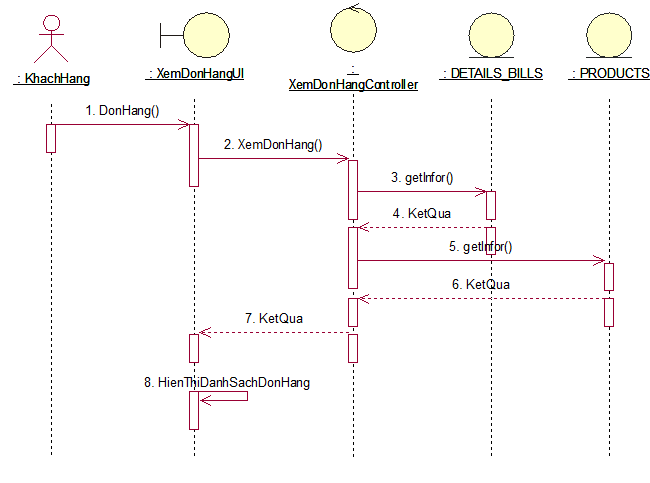 :
: KhachHang
: XemDonHangUI
XemDonHangController
: DETAILS_BILLS
: PRODUCTS
1. DonHang()
2. XemDonHang()
3. getInfor()
4. KetQua
5. getInfor()
6. KetQua
7. KetQua
8. HienThiDanhSachDonHang